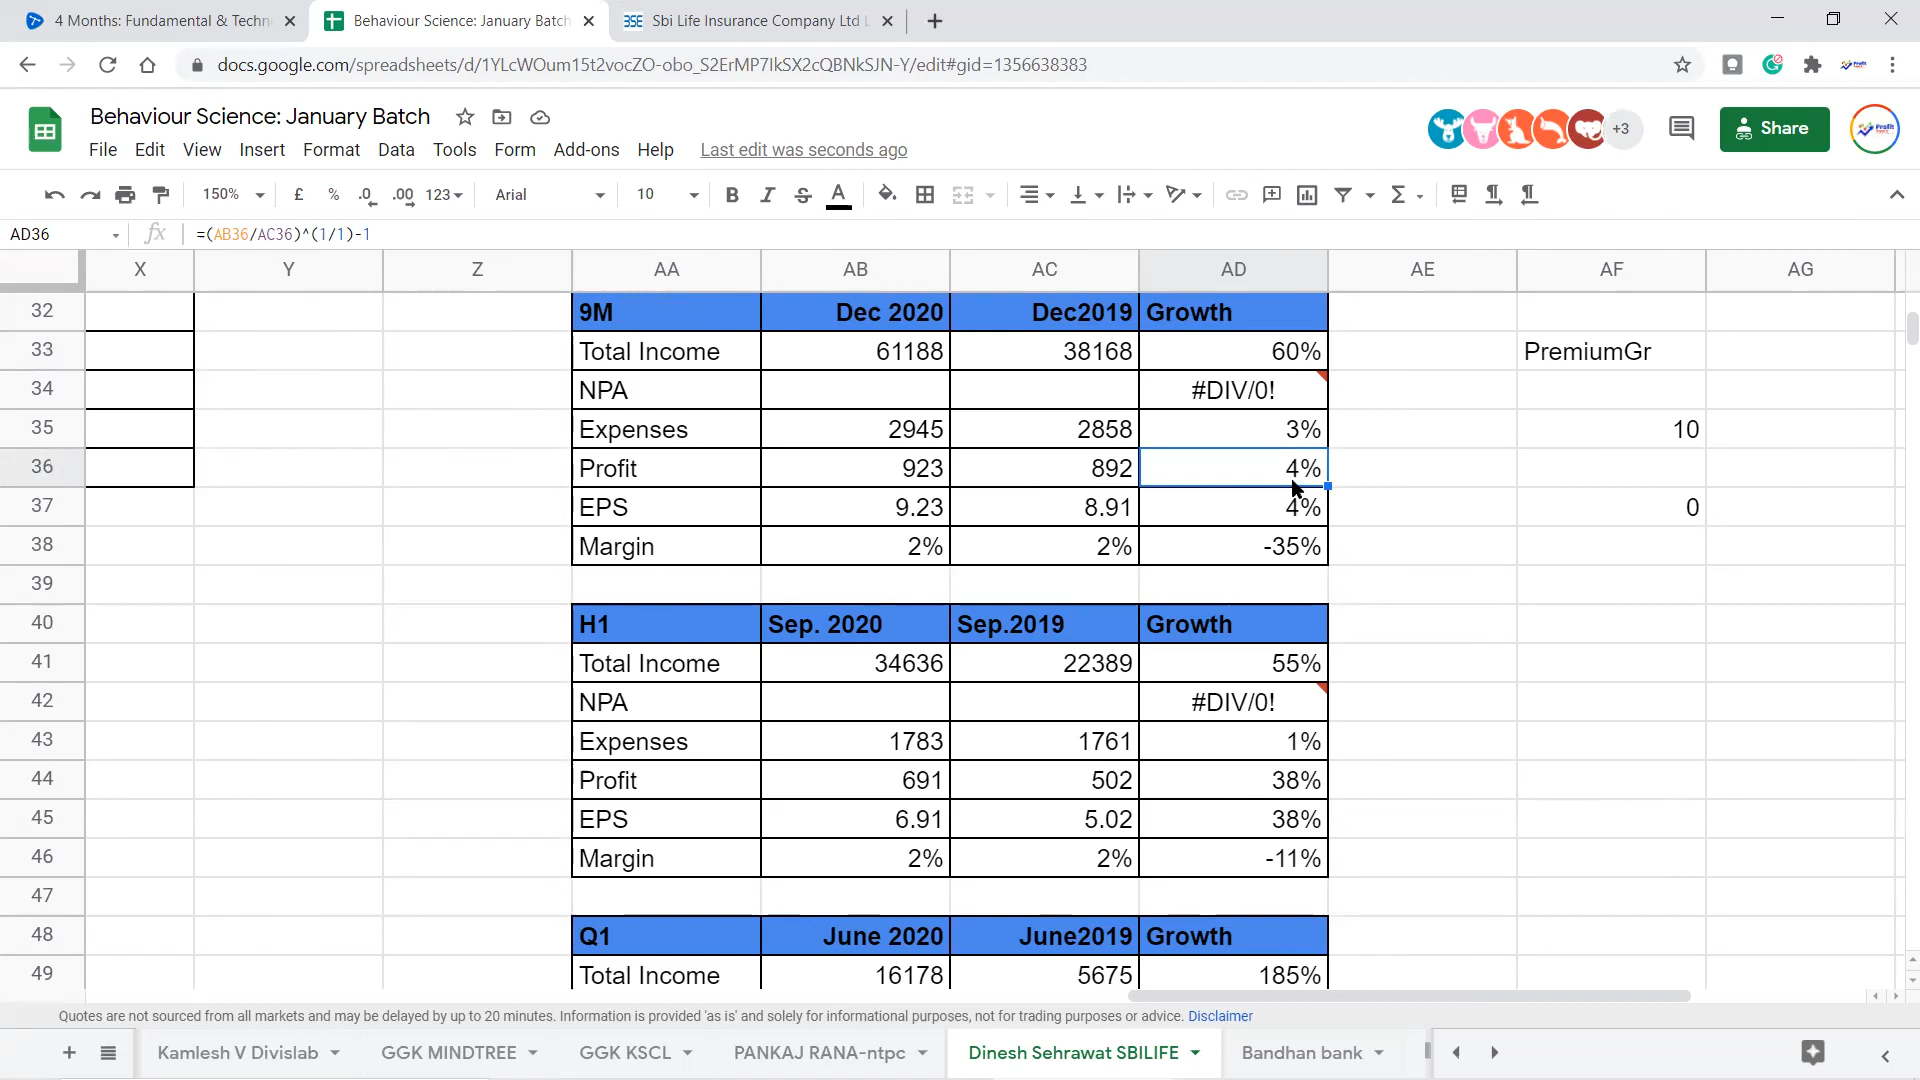 4 Months: Fundamental & Techn
Behaviour Science: January Batch
BSE Sbi Life Insurance Company Ltd L
docs.google.com/spreadsheets/d/1YLcWOum15t2vocZO-obo_S2ErMP7IkSX2cQBNkSJN-Y/edit#gid=1356638383
Behaviour Science: January Batch
+3
Share
File Edit View Insert Format Data Tools Form Add-ons Help Last edit was seconds ago
150% £ % .0 .00 123 Arial 10 B I S A
AD36 fx =(AB36/AC36)^(1/1)-1
X Y Z AA AB AC AD AE AF AG
32 9M Dec 2020 Dec2019 Growth
33 Total Income 61188 38168 60% PremiumGr
34 NPA #DIV/0!
35 Expenses 2945 2858 3% 10
36 Profit 923 892 4%
37 EPS 9.23 8.91 4% 0
38 Margin 2% 2% -35%
39
40 H1 Sep. 2020 Sep.2019 Growth
41 Total Income 34636 22389 55%
42 NPA #DIV/0!
43 Expenses 1783 1761 1%
44 Profit 691 502 38%
45 EPS 6.91 5.02 38%
46 Margin 2% 2% -11%
47
48 Q1 June 2020 June2019 Growth
49 Total Income 16178 5675 185%
Quotes are not sourced from all markets and may be delayed by up to 20 minutes. Information is provided 'as is' and solely for informational purposes, not for trading purposes or advice. Disclaimer
Kamlesh V Divislab GGK MINDTREE GGK KSCL PANKAJ RANA-ntpc Dinesh Sehrawat SBILIFE Bandhan bank